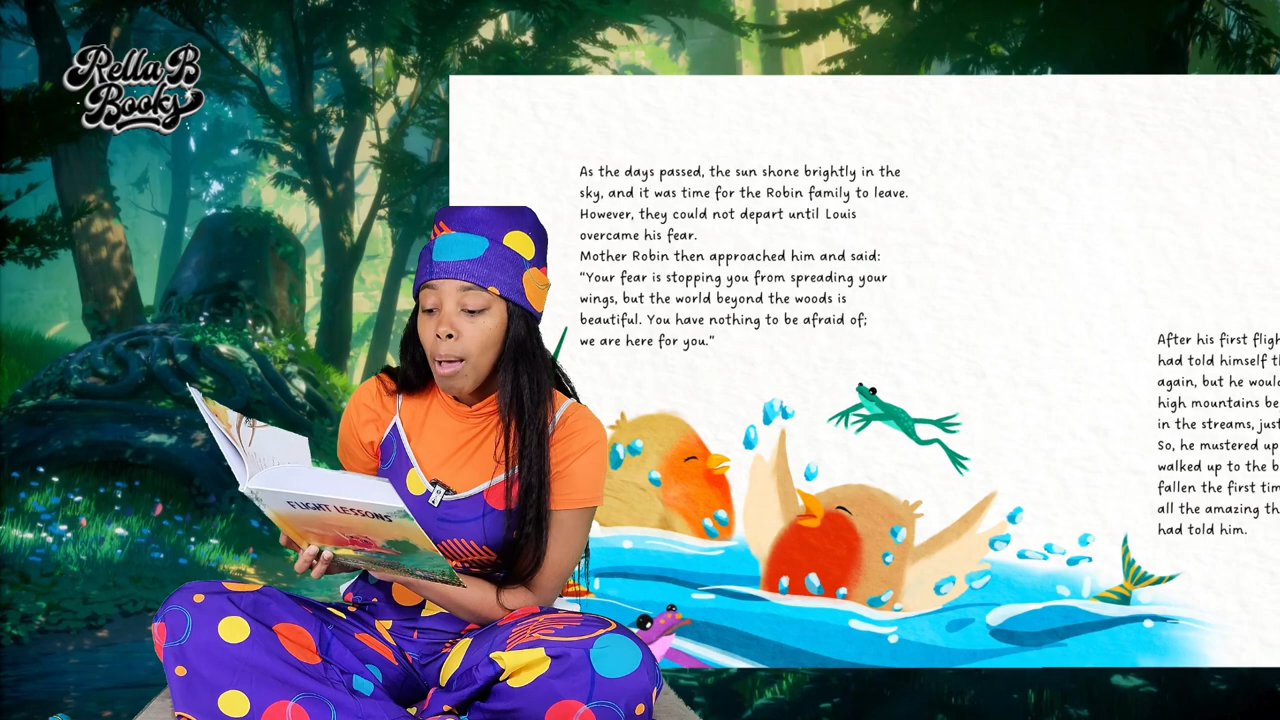 Rella B
Books
As the days passed, the sun shone brightly in the
sky, and it was time for the Robin family to leave.
However, they could not depart until Louis
overcame his fear.
Mother Robin then approached him and said:
"Your fear is stopping you from spreading your
wings, but the world beyond the woods is
beautiful. You have nothing to be afraid of;
we are here for you."
After his first
had told himself
again, but he
high mountains
in the streams, just
So, he mustered up
walked up to the
fallen the first
all the amazing
had told him.
FLIGHT LESSONS